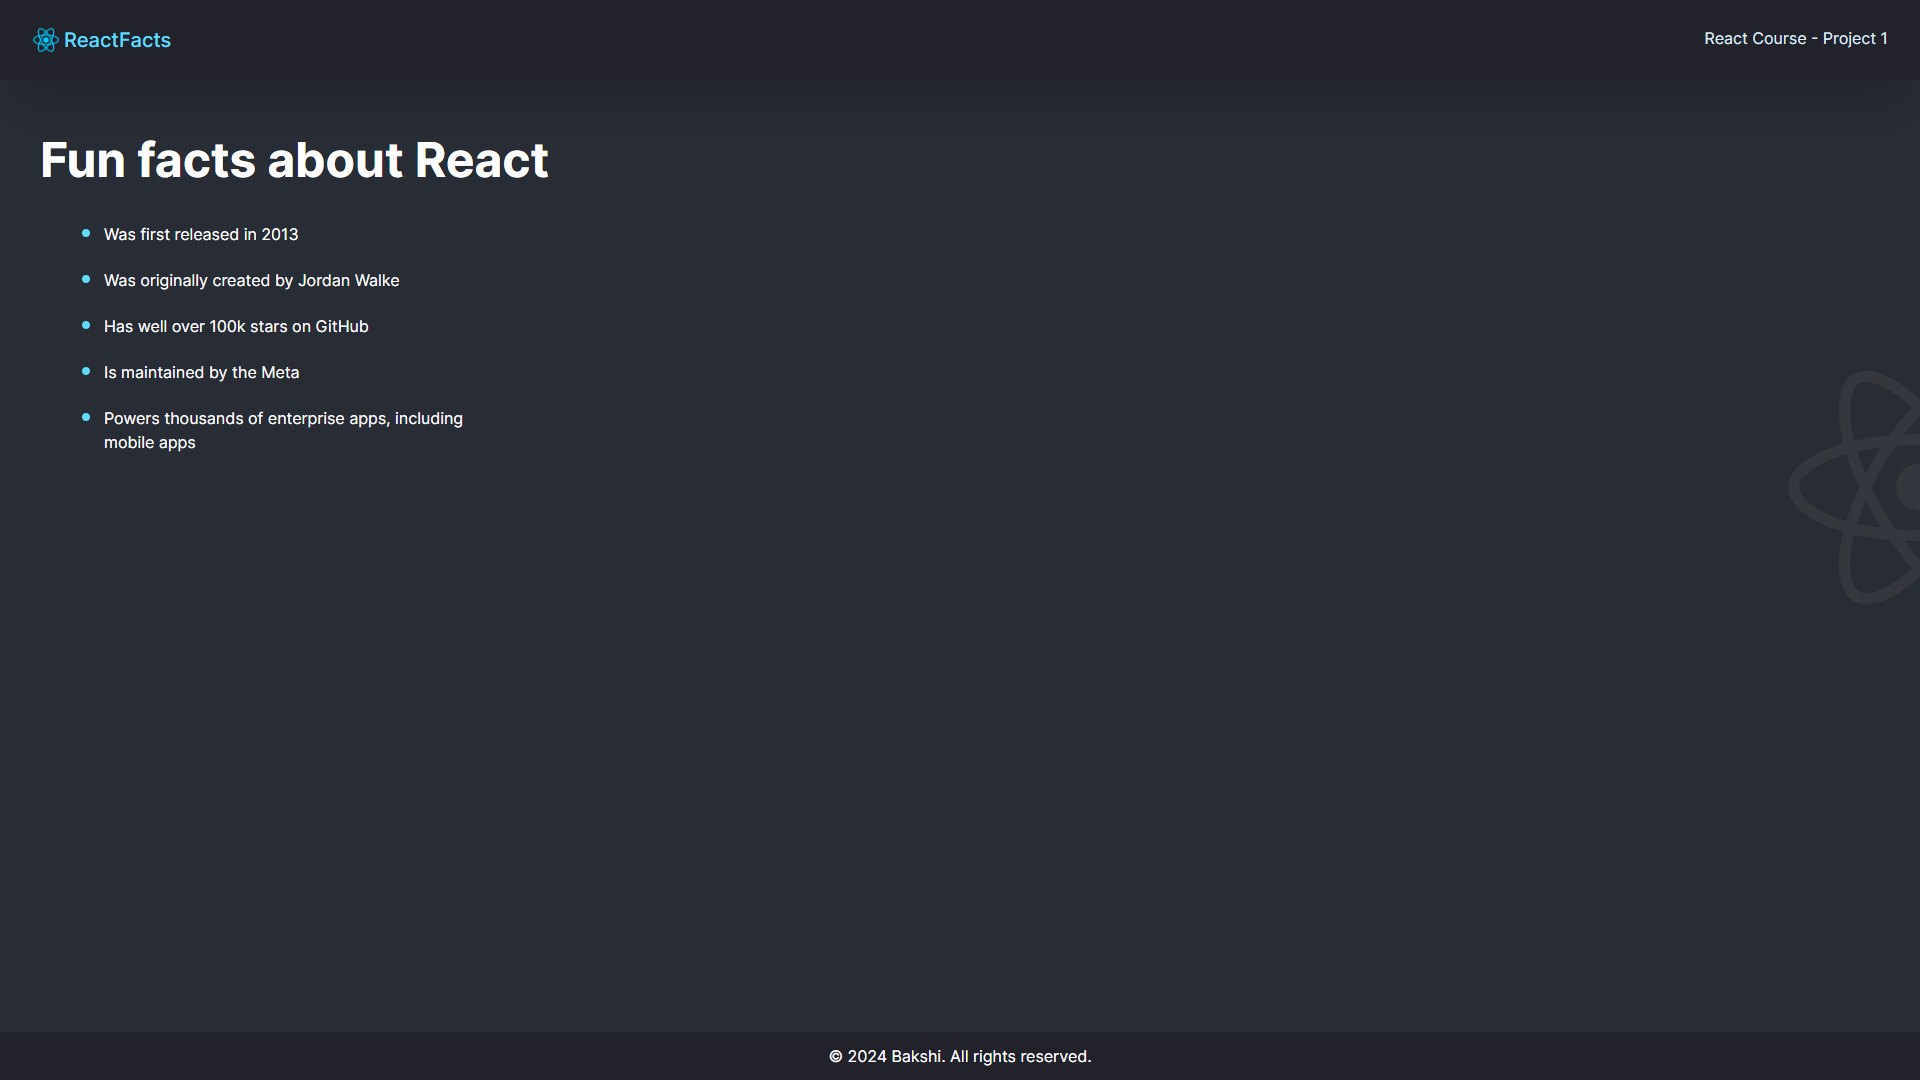 ReactFacts
React Course - Project 1
Fun facts about React
Was first released in 2013
Was originally created by Jordan Walke
Has well over 100k stars on GitHub
Is maintained by the Meta
Powers thousands of enterprise apps, including
mobile apps
© 2024 Bakshi. All rights reserved.